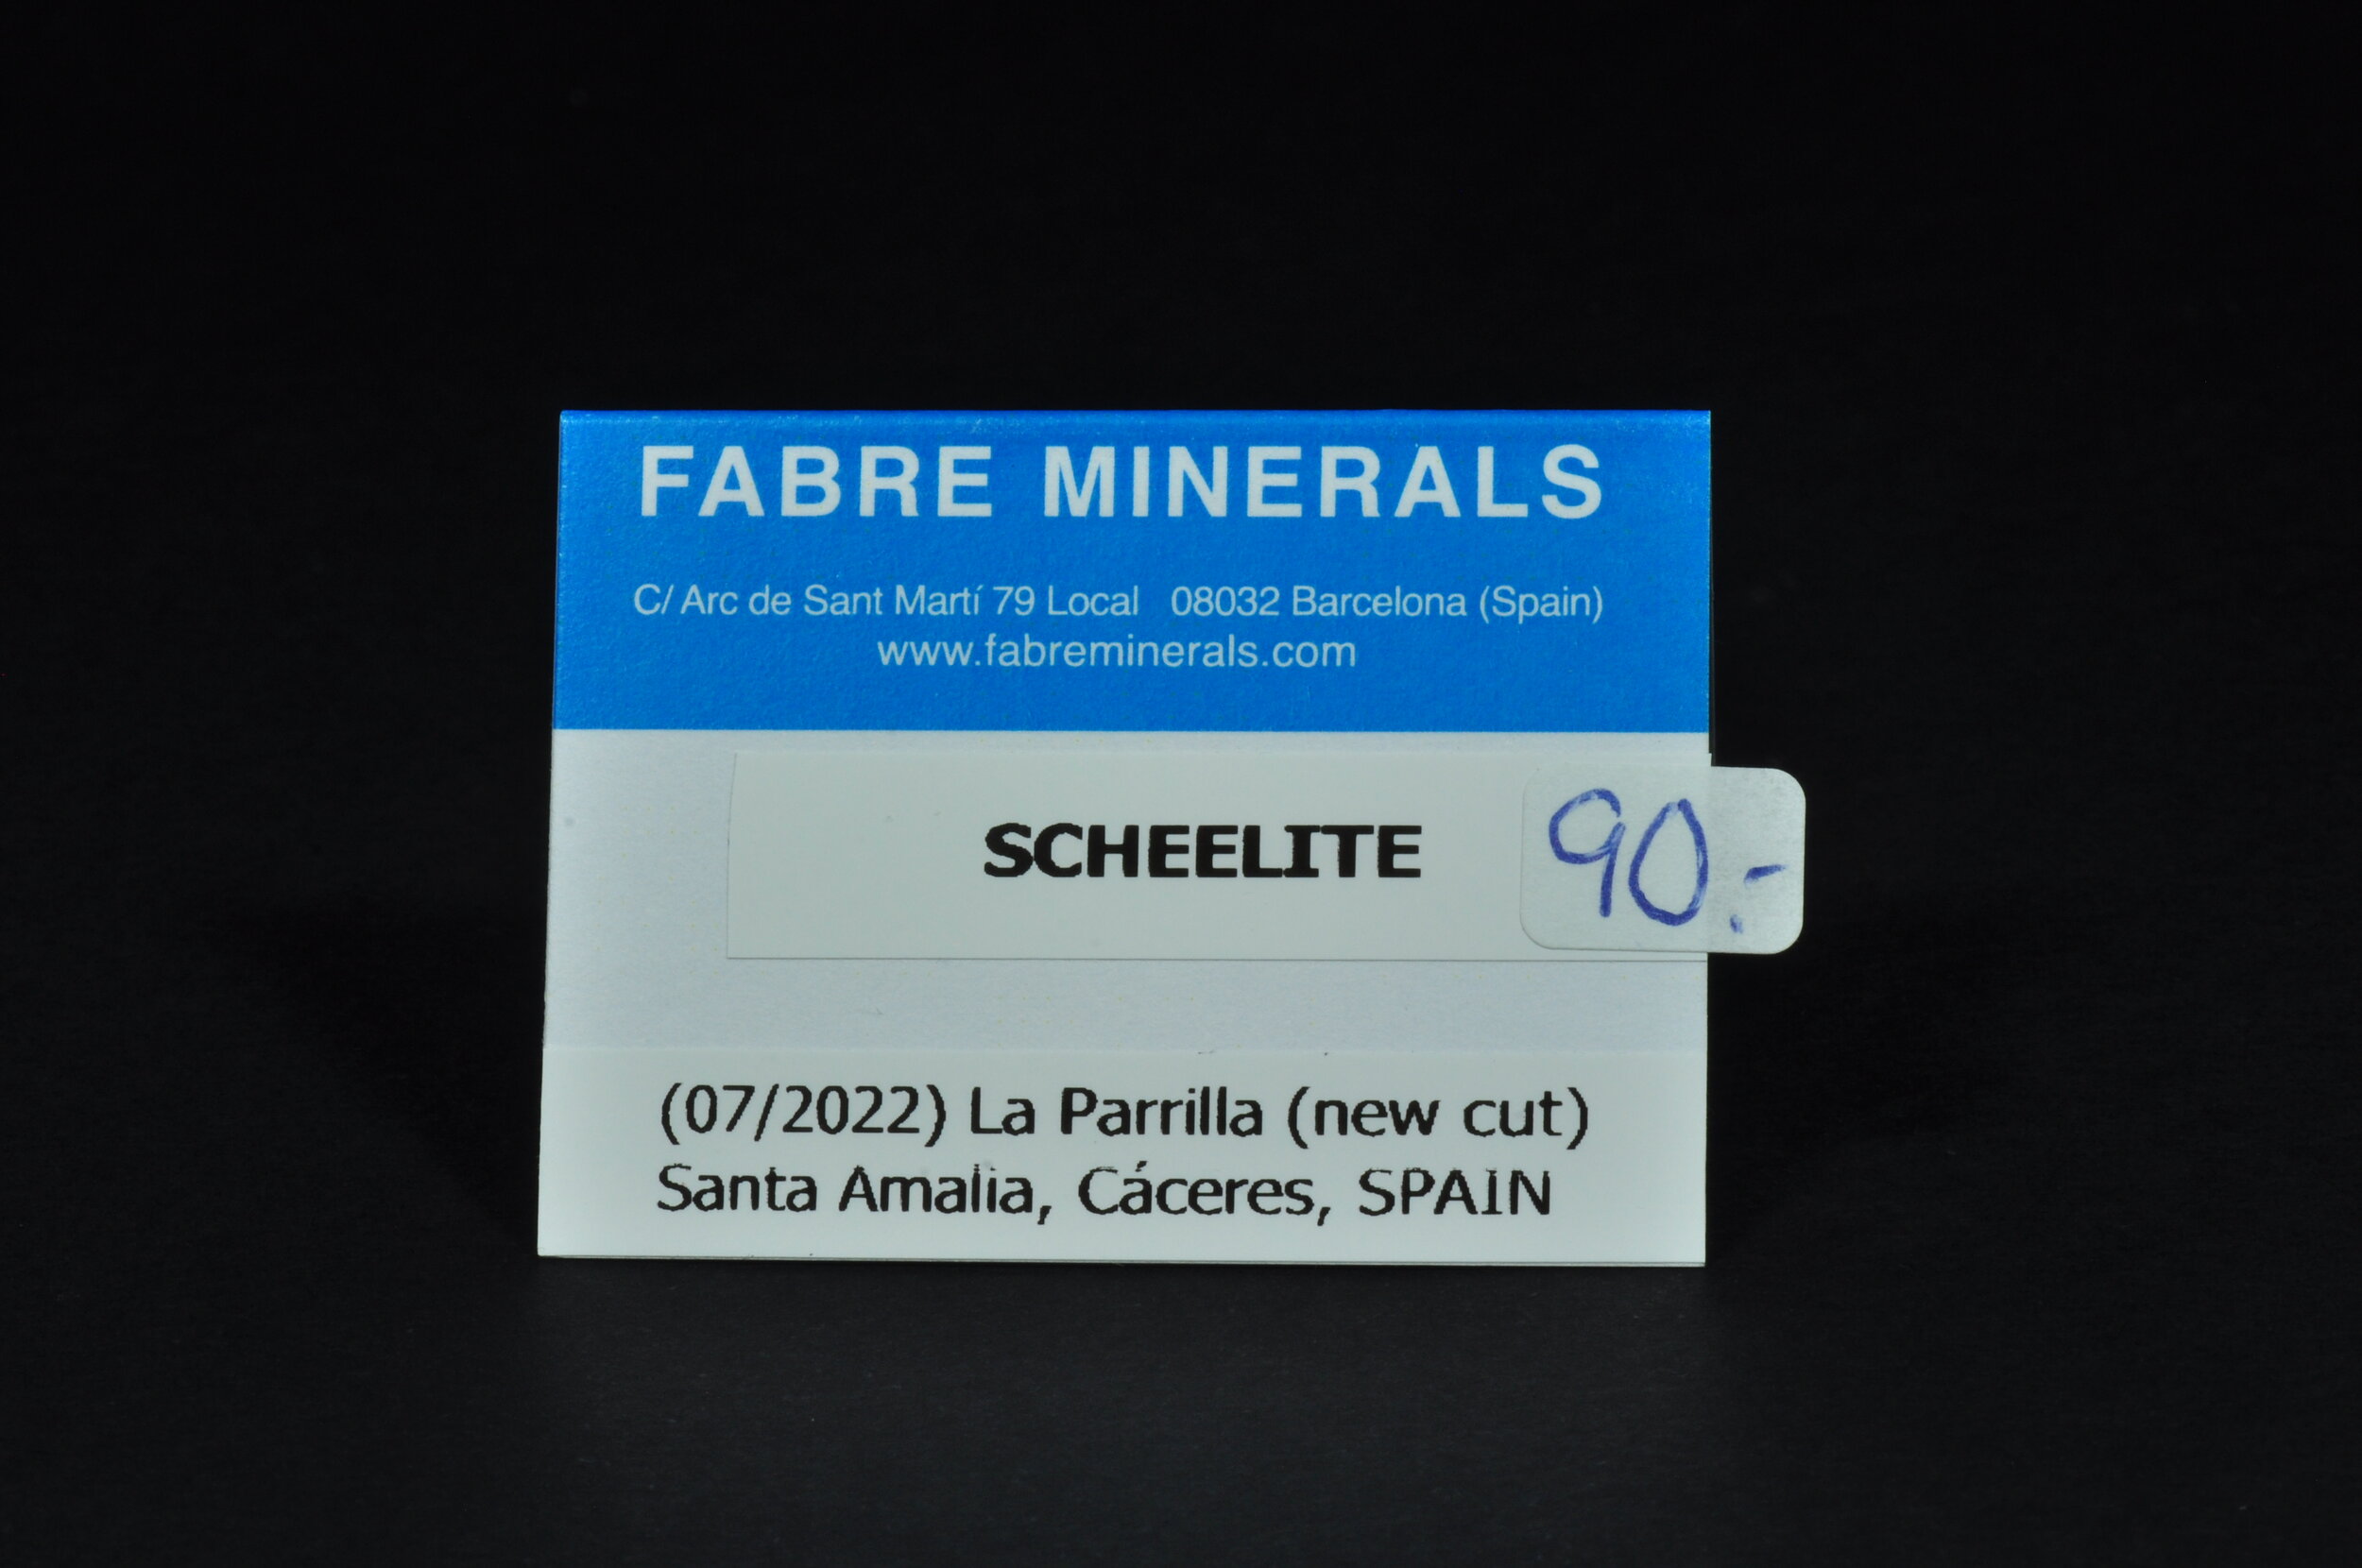 FABRE MINERALS
C/ Arc de Sant Martí 79 Local 08032 Barcelona (Spain)
www.fabreminerals.com
SCHEELITE
90.-
(07/2022) La Parrilla (new cut)
Santa Amalia, Cáceres, SPAIN